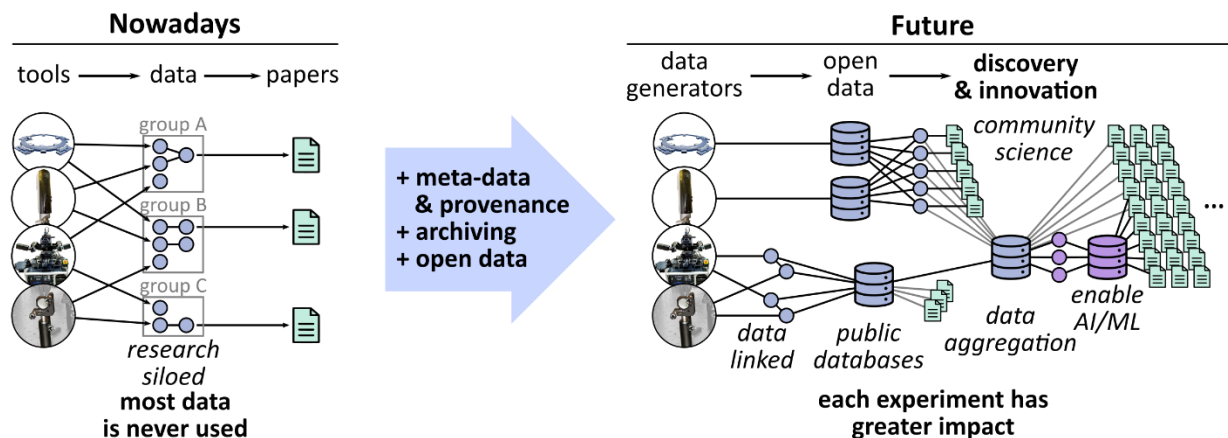 Nowadays
tools
data
papers
group A
group B
group C
research
siloed
most data
is never used
+ meta-data
& provenance
+ archiving
+ open data
Future
data
generators
open
data
discovery
& innovation
community
science
...
data
linked
public
databases
data
aggregation
enable
AI/ML
each experiment has
greater impact